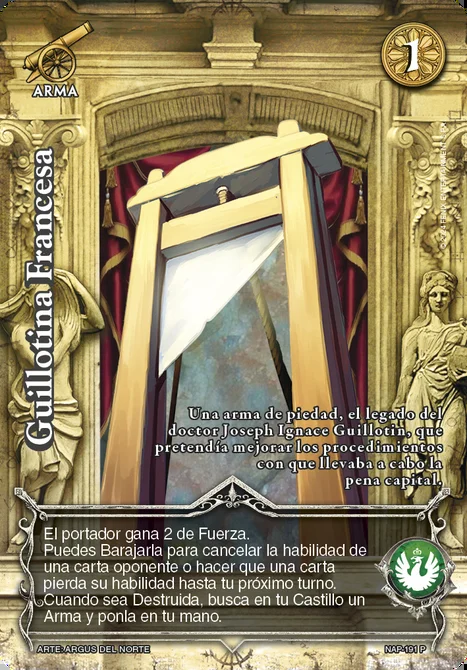 ARMA
1
Guillotina Francesa
Una arma de piedad, el legado del
doctor Joseph Ignace Guillotin, que
pretendía mejorar los procedimientos
con que llevaba a cabo la
pena capital.
El portador gana 2 de Fuerza.
Puedes Barajarla para cancelar la habilidad de
una carta oponente o hacer que una carta
pierda su habilidad hasta tu próximo turno.
Cuando sea Destruida, busca en tu Castillo un
Arma y ponla en tu mano.
ARTE: ARGUS DEL NORTE
NAP-191 P